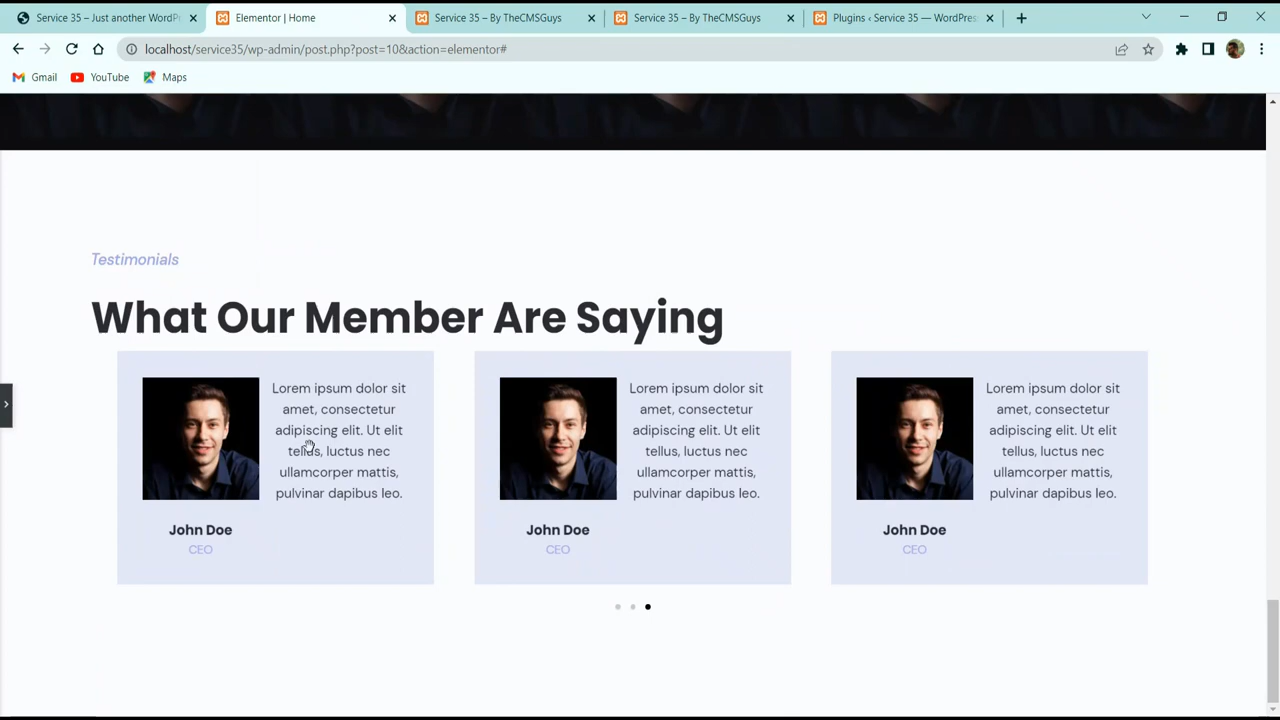 Service 35 – Just another WordPr
Elementor | Home
Service 35 – By TheCMSGuys
Service 35 – By TheCMSGuys
Plugins ‹ Service 35 — WordPres
localhost/service35/wp-admin/post.php?post=10&action=elementor#
Gmail
YouTube
Maps
Testimonials
What Our Member Are Saying
Lorem ipsum dolor sit
amet, consectetur
adipiscing elit. Ut elit
tellus, luctus nec
ullamcorper mattis,
pulvinar dapibus leo.
John Doe
CEO
Lorem ipsum dolor sit
amet, consectetur
adipiscing elit. Ut elit
tellus, luctus nec
ullamcorper mattis,
pulvinar dapibus leo.
John Doe
CEO
Lorem ipsum dolor sit
amet, consectetur
adipiscing elit. Ut elit
tellus, luctus nec
ullamcorper mattis,
pulvinar dapibus leo.
John Doe
CEO